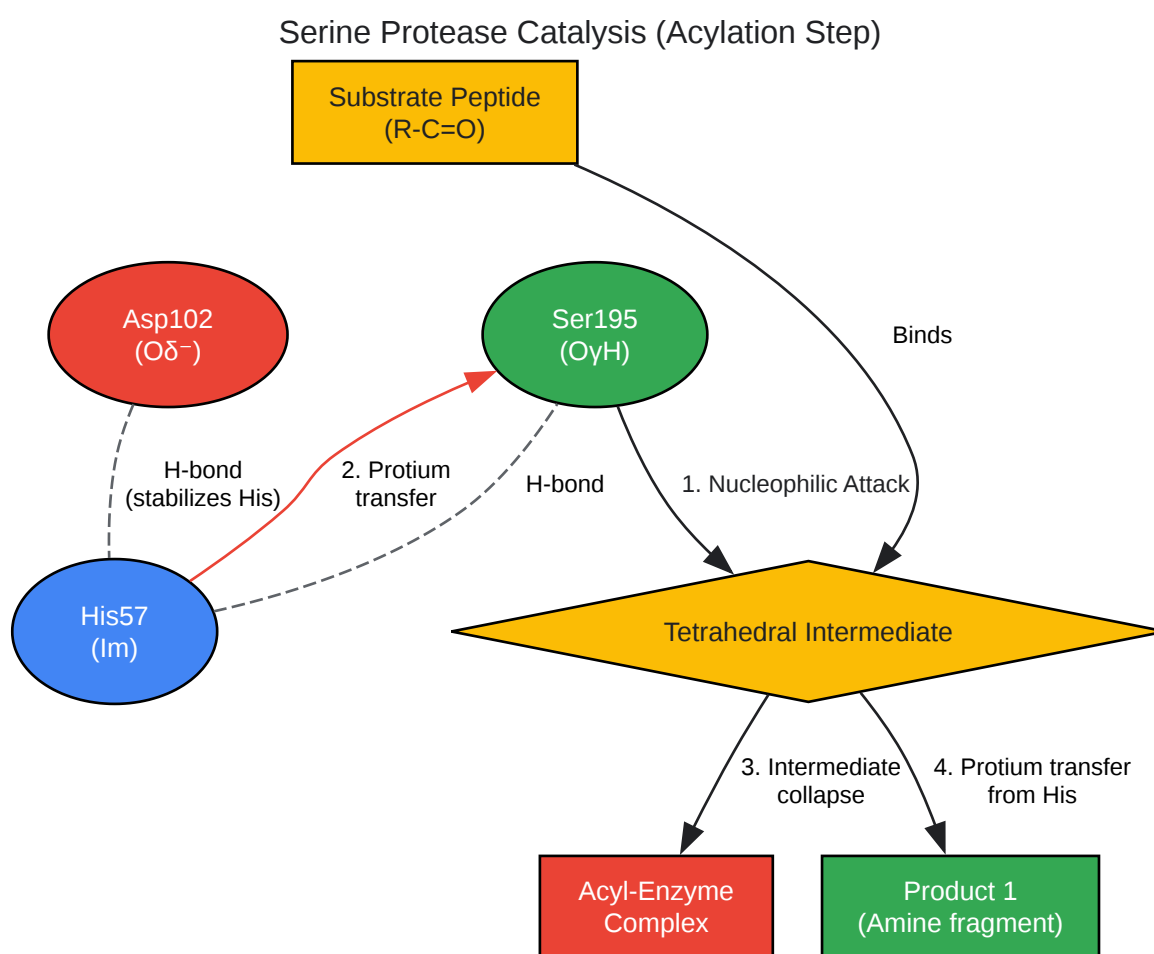 Serine Protease Catalysis (Acylation Step)
Substrate Peptide
(R-C=O)
Asp102
(Oδ⁻)
Ser195
(OγH)
Binds
H-bond
(stabilizes His)
2. Protium
transfer
H-bond
1. Nucleophilic Attack
His57
(Im)
Tetrahedral Intermediate
3. Intermediate
collapse
4. Protium transfer
from His
Acyl-Enzyme
Complex
Product 1
(Amine fragment)